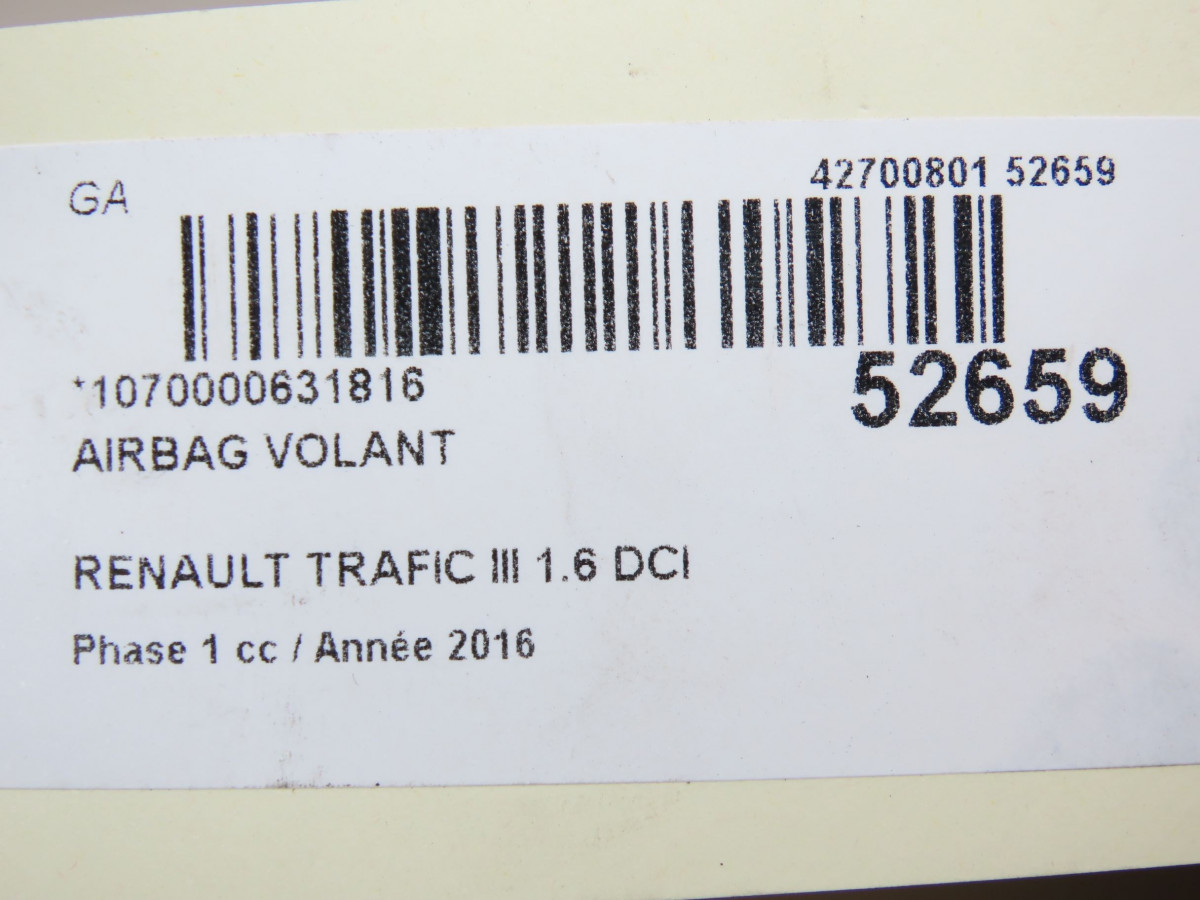 GA
42700801 52659
*1070000631816
52659
AIRBAG VOLANT
RENAULT TRAFIC III 1.6 DCI
Phase 1 cc / Année 2016